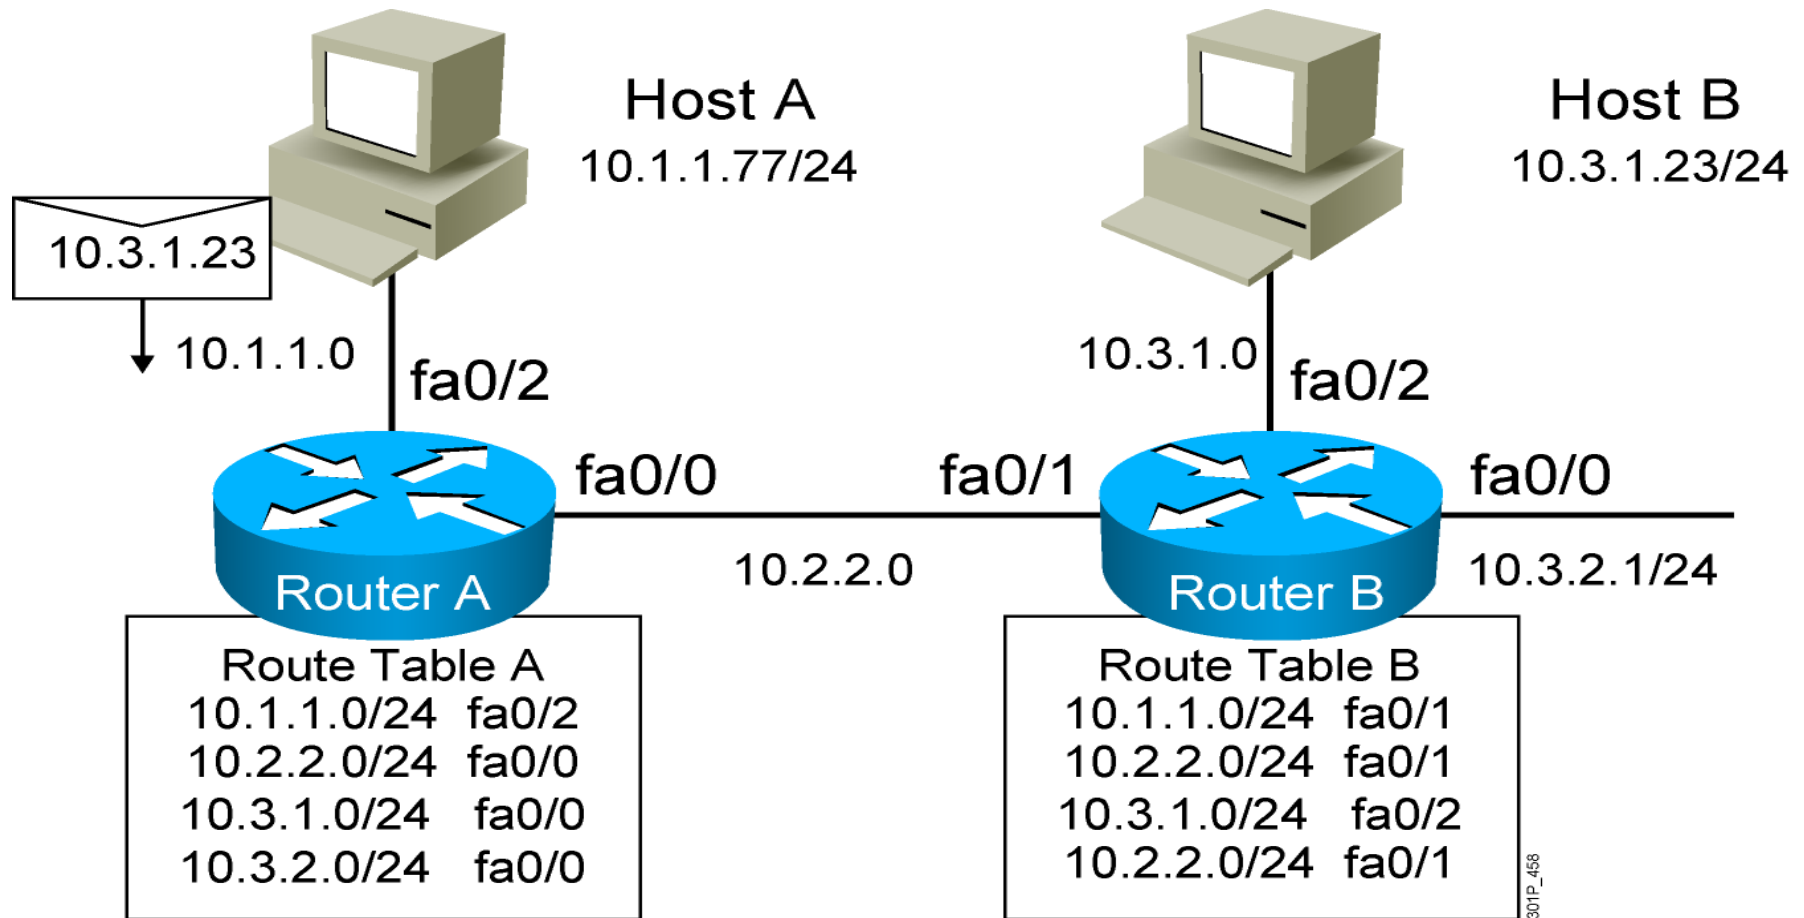 Host A
10.1.1.77/24
Host B
10.3.1.23/24
10.3.1.23
10.1.1.0
fa0/2
10.3.1.0
fa0/2
fa0/0
fa0/1
fa0/0
10.2.2.0
10.3.2.1/24
Router A
Router B
Route Table A
10.1.1.0/24 fa0/2
10.2.2.0/24 fa0/0
10.3.1.0/24 fa0/0
10.3.2.0/24 fa0/0
Route Table B
10.1.1.0/24 fa0/1
10.2.2.0/24 fa0/1
10.3.1.0/24 fa0/2
10.2.2.0/24 fa0/1
301P_458